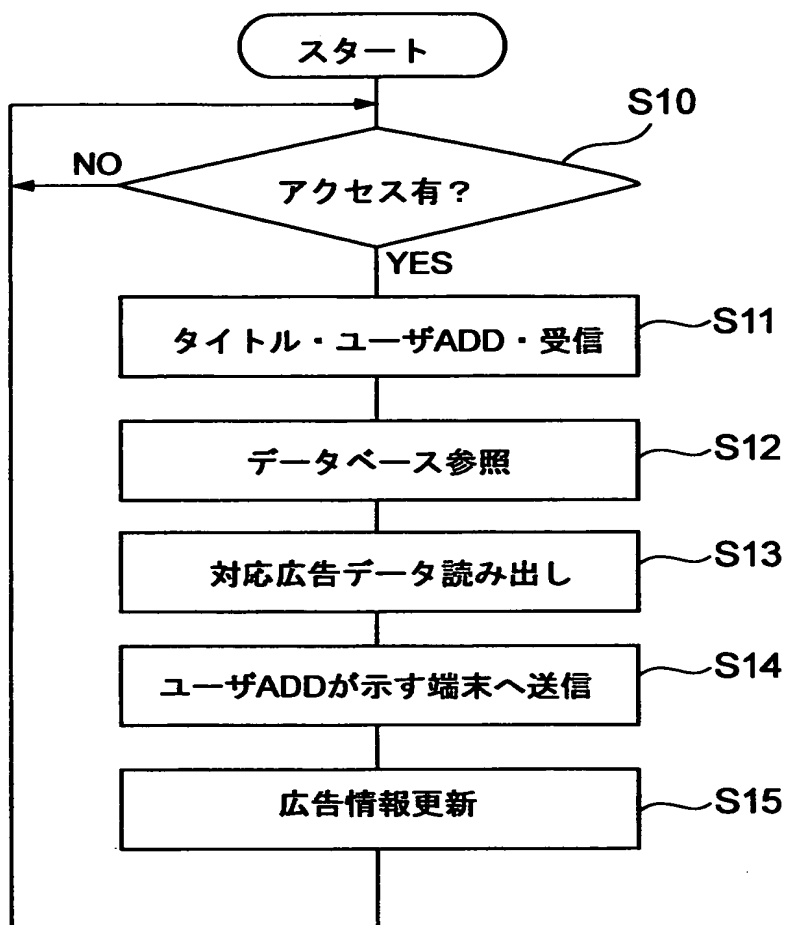 スタート
S10
NO
アクセス有？
YES
タイトル・ユーザADD・受信
S11
データベース参照
S12
対応広告データ読み出し
S13
ユーザADDが示す端末へ送信
S14
広告情報更新
S15